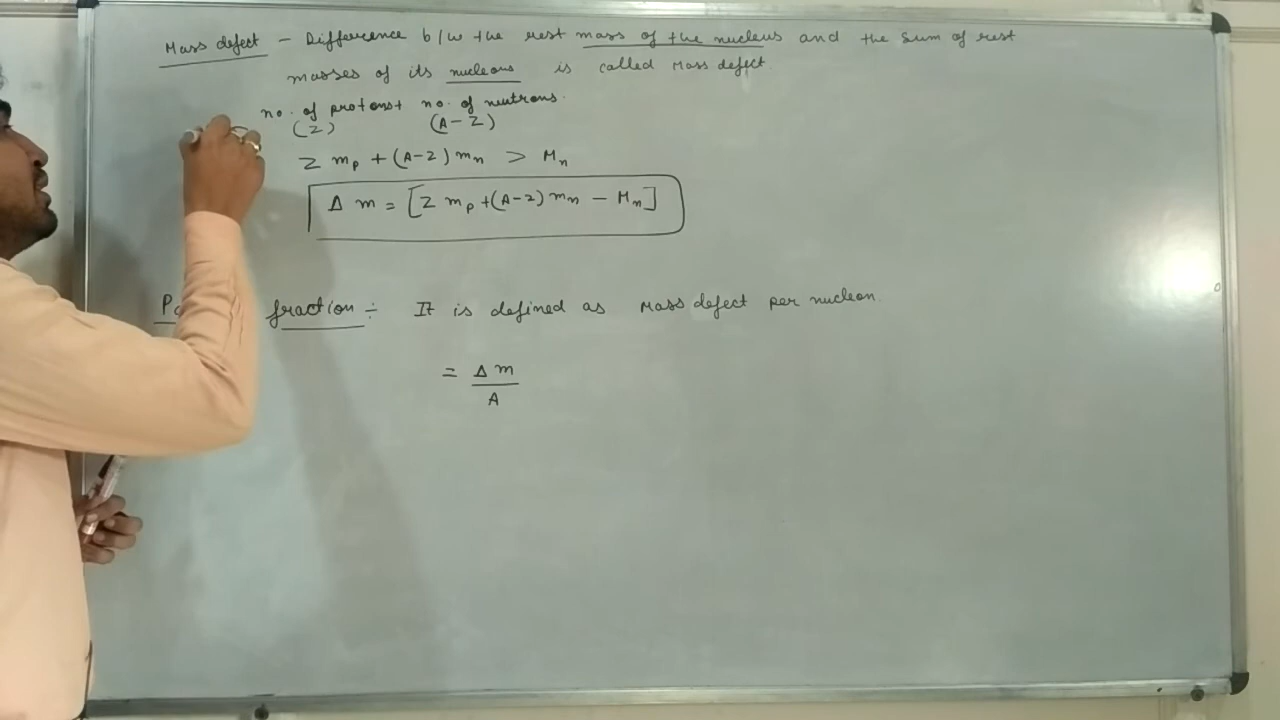 Mass defect - Difference b/w the rest mass of the nucleus and the sum of rest
masses of its nucleons is called Mass defect.
no. of protons + no. of neutrons.
(Z) (A-Z)
Z mp + (A-Z) mn > Mn
Δ m = [Z mp + (A-Z) mn - Mn]
fraction ÷ It is defined as Mass defect per nucleon.
= Δ m
A